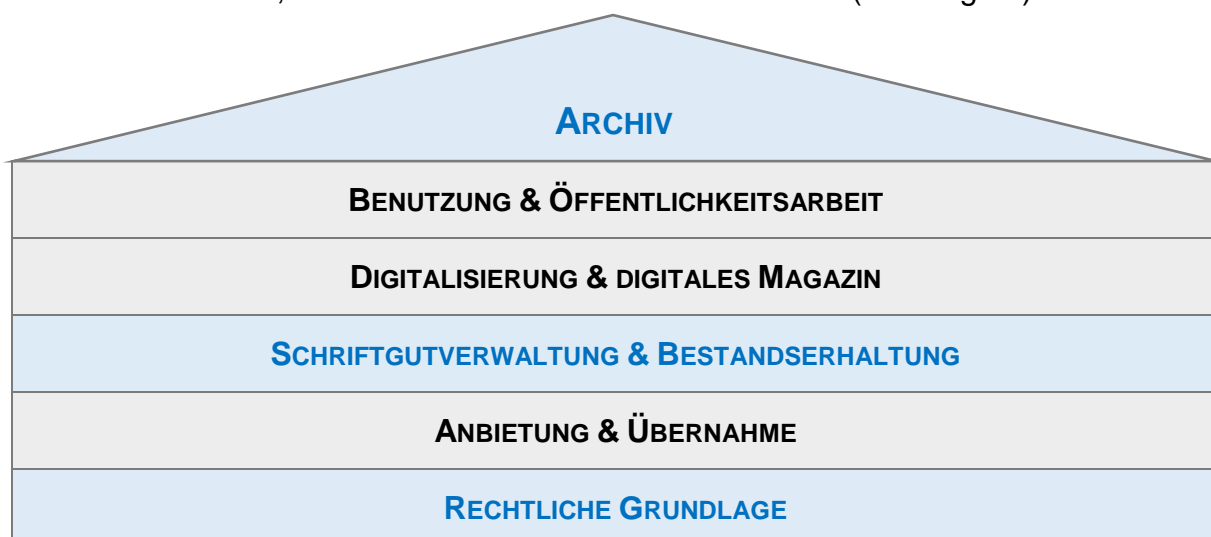 ARCHIV
BENUTZUNG & ÖFFENTLICHKEITSARBEIT
DIGITALISIERUNG & DIGITALES MAGAZIN
SCHRIFTGUTVERWALTUNG & BESTANDSERHALTUNG
ANBIETUNG & ÜBERNAHME
RECHTLICHE GRUNDLAGE